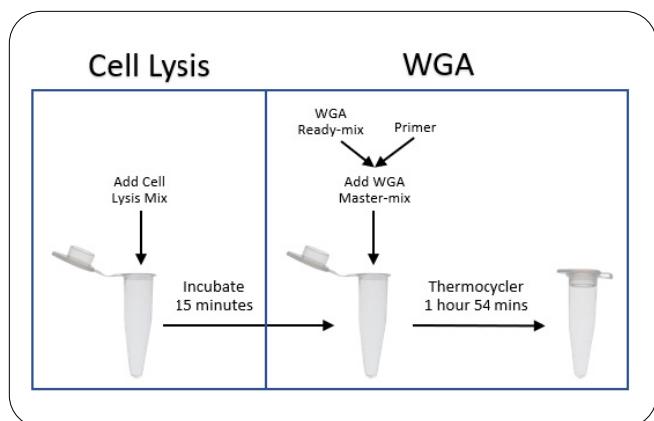 Cell Lysis
WGA
Add Cell
Lysis Mix
Incubate
15 minutes
WGA
Ready-mix
Primer
Add WGA
Master-mix
Thermocycler
1 hour 54 mins